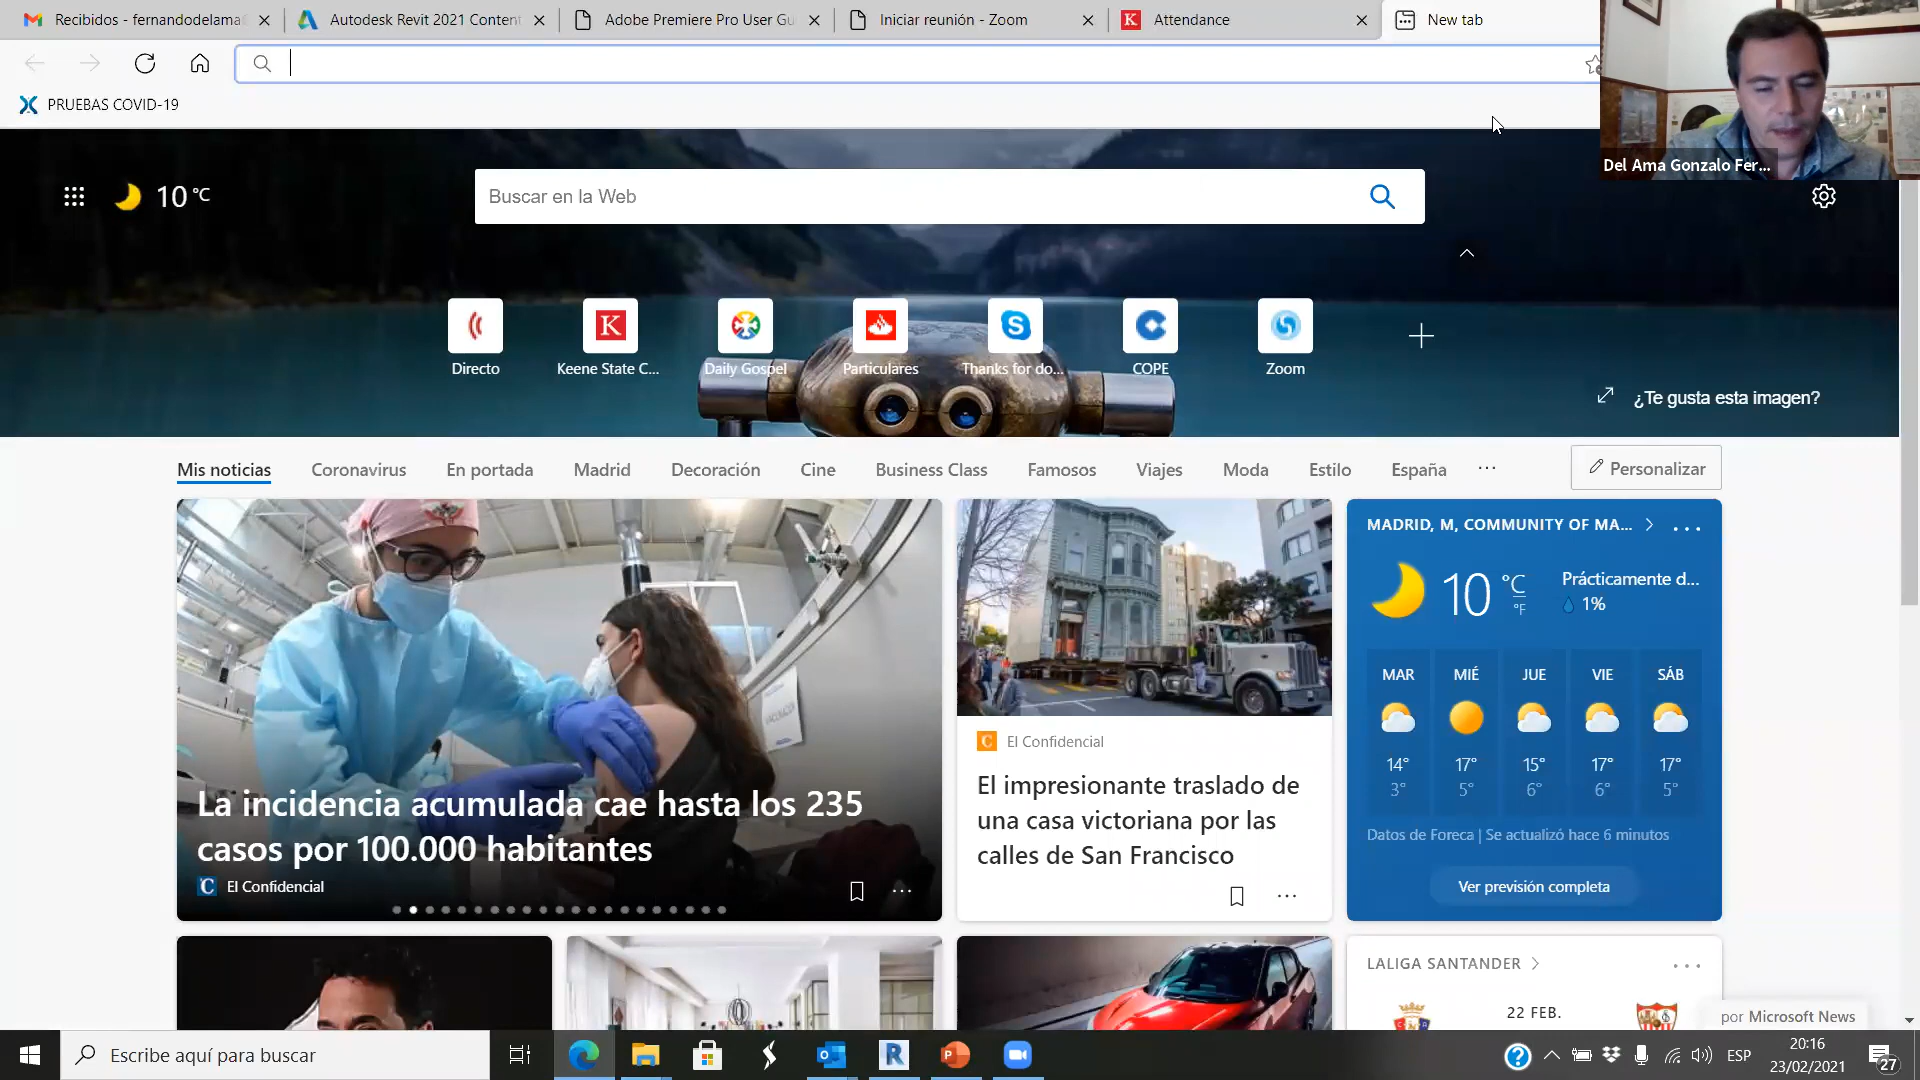 Recibidos - fernandodelama
Autodesk Revit 2021 Content
Adobe Premiere Pro User Gu
Iniciar reunión - Zoom
Attendance
New tab
PRUEBAS COVID-19
Del Ama Gonzalo Fer...
10 °C
Buscar en la Web
Directo
Keene State C...
Daily Gospel
Particulares
Thanks for do...
COPE
Zoom
¿Te gusta esta imagen?
Mis noticias
Coronavirus
En portada
Madrid
Decoración
Cine
Business Class
Famosos
Viajes
Moda
Estilo
España
...
Personalizar
La incidencia acumulada cae hasta los 235
casos por 100.000 habitantes
El Confidencial
El Confidencial
El impresionante traslado de
una casa victoriana por las
calles de San Francisco
MADRID, M, COMMUNITY OF MA...
10 °C
°F
Prácticamente d...
1%
MAR MIÉ JUE VIE SÁB
14° 17° 15° 17° 17°
3° 5° 6° 6° 5°
Datos de Foreca | Se actualizó hace 6 minutos
Ver previsión completa
LALIGA SANTANDER
22 FEB.
por Microsoft News
Escribe aquí para buscar
ESP
20:16
23/02/2021
27